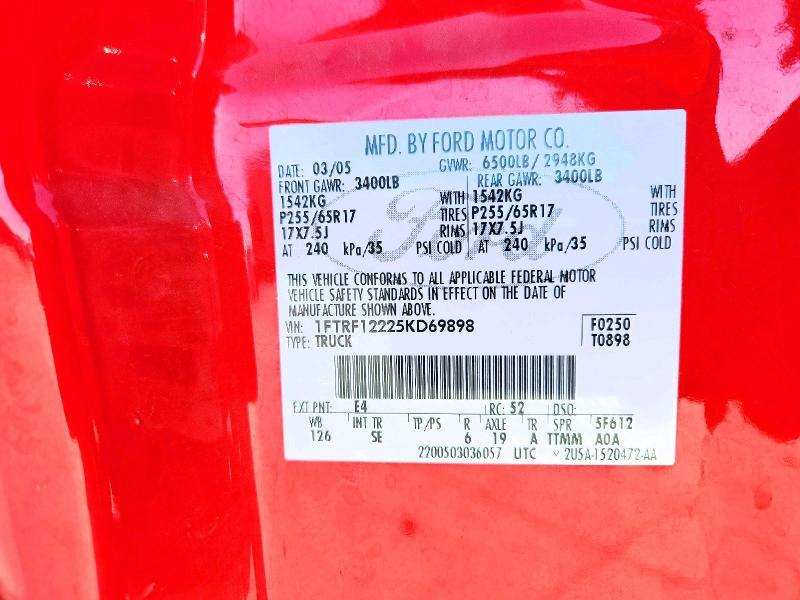 MFD. BY FORD MOTOR CO.
DATE: 03/05 GVWR: 6500LB/ 2948KG
FRONT GAWR: 3400LB REAR GAWR: 3400LB
1542KG WITH 1542KG WITH
P255/65R17 TIRES P255/65R17 TIRES
17X7.5J RIMS 17X7.5J RIMS
AT 240 kPa/35 PSI COLD AT 240 kPa/35 PSI COLD
Ford
THIS VEHICLE CONFORMS TO ALL APPLICABLE FEDERAL MOTOR
VEHICLE SAFETY STANDARDS IN EFFECT ON THE DATE OF
MANUFACTURE SHOWN ABOVE.
VIN: 1FTRF12225KD69898 F0250
TYPE: TRUCK T0898
EXT PNT: E4 RC: 52 DSO:
WB INT TR TP/PS R AXLE TR SPR 5F612
126 SE 6 19 A TTMM A0A
2200503036057 UTC 2U5A-1520472-AA